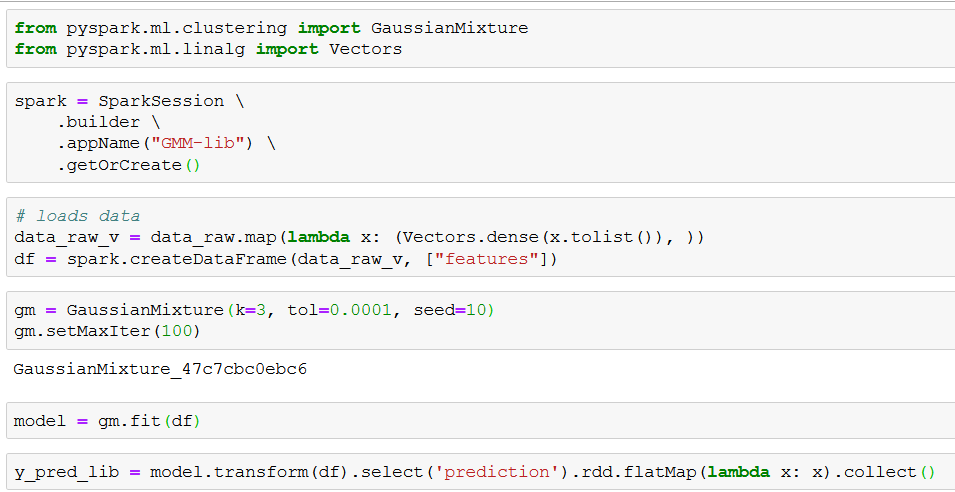 from pyspark.ml.clustering import GaussianMixture
from pyspark.ml.linalg import Vectors
spark = SparkSession \
    .builder \
    .appName("GMM-lib") \
    .getOrCreate()
# loads data
data_raw_v = data_raw.map(lambda x: (Vectors.dense(x.tolist()), ))
df = spark.createDataFrame(data_raw_v, ["features"])
gm = GaussianMixture(k=3, tol=0.0001, seed=10)
gm.setMaxIter(100)
GaussianMixture_47c7cbc0ebc6
model = gm.fit(df)
y_pred_lib = model.transform(df).select('prediction').rdd.flatMap(lambda x: x).collect()